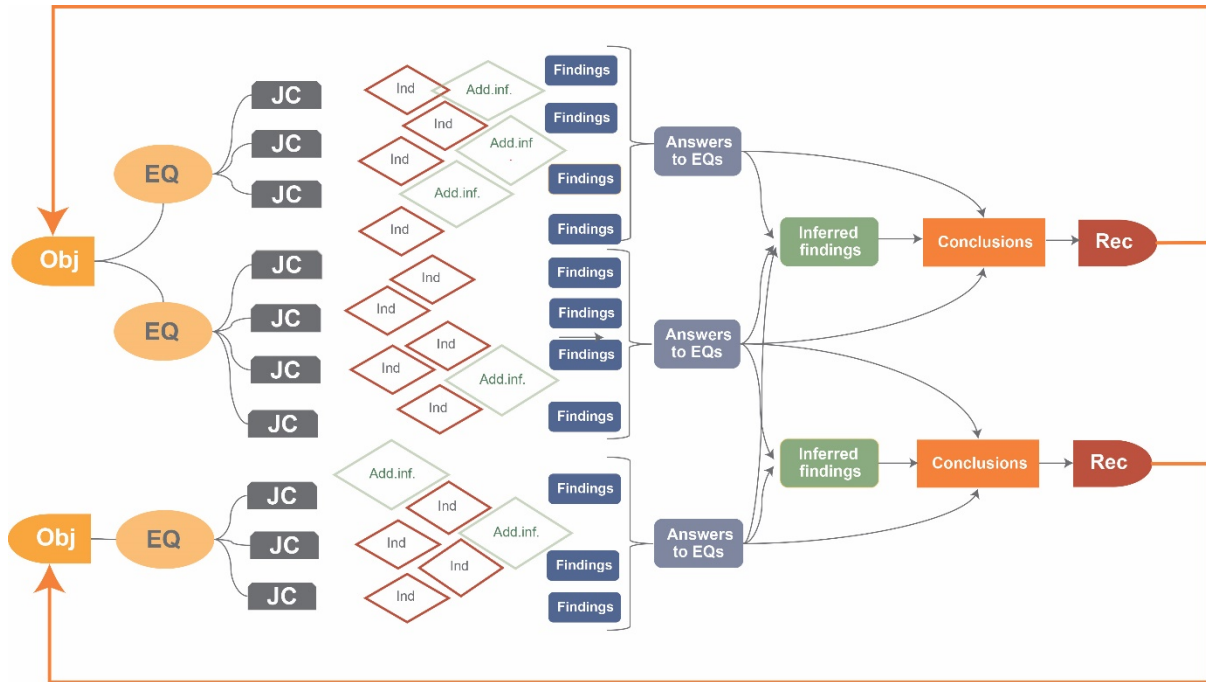 Obj
EQ
EQ
JC
JC
JC
JC
JC
JC
JC
Ind
Add.inf.
Ind
Add.inf
.
Ind
Add.inf.
Ind
Ind
Ind
Ind
Ind
Add.inf.
Ind
Findings
Findings
Findings
Findings
Findings
Findings
Findings
Findings
Answers
to EQs
Answers
to EQs
Inferred
findings
Conclusions
Rec
Obj
EQ
JC
JC
JC
Add.inf.
Ind
Add.inf.
Ind
Ind
Ind
Findings
Findings
Findings
Answers
to EQs
Inferred
findings
Conclusions
Rec